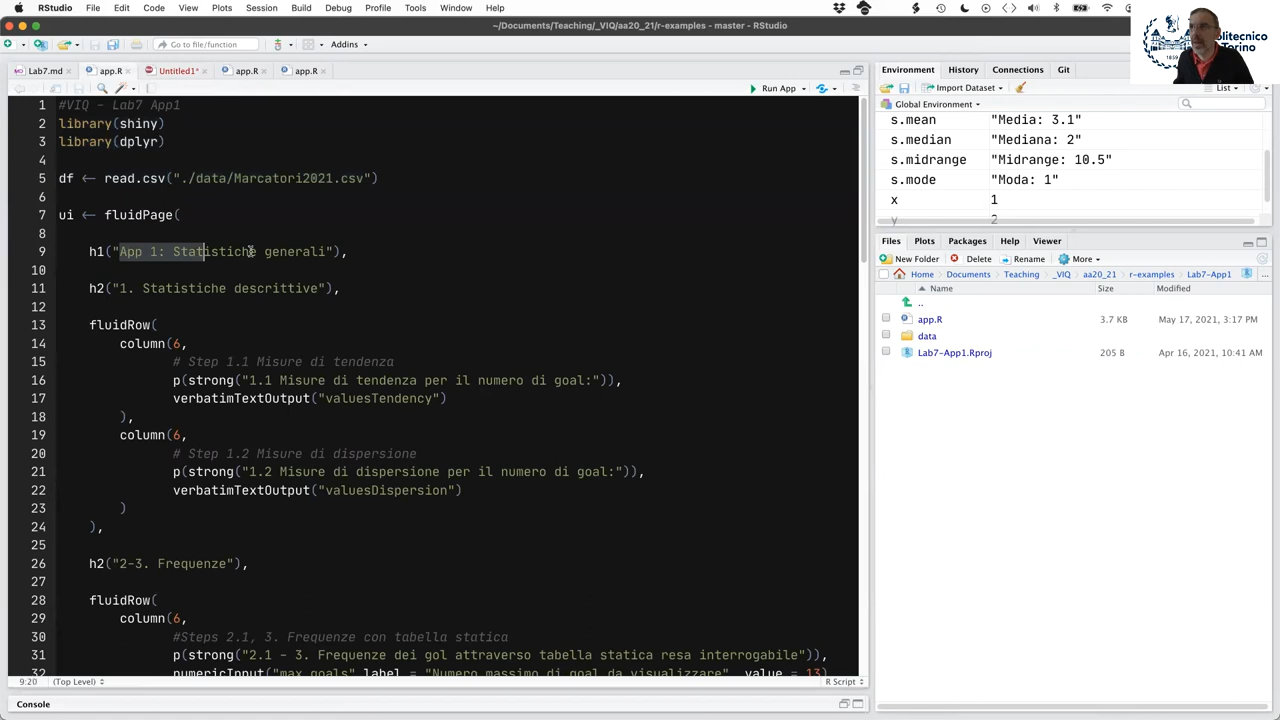 RStudio File Edit Code View Plots Session Build Debug Profile Tools Window Help
~/Documents/Teaching/_VIQ/aa20_21/r-examples - master - RStudio
Go to file/function Addins
Lab7.md app.R Untitled1* app.R app.R
Run App
1 #VIQ - Lab7 App1
2 library(shiny)
3 library(dplyr)
4
5 df ← read.csv("./data/Marcatori2021.csv")
6
7 ui ← fluidPage(
8
9 h1("App 1: Statistiche generali"),
10
11 h2("1. Statistiche descrittive"),
12
13 fluidRow(
14 column(6,
15 # Step 1.1 Misure di tendenza
16 p(strong("1.1 Misure di tendenza per il numero di goal:")),
17 verbatimTextOutput("valuesTendency")
18 ),
19 column(6,
20 # Step 1.2 Misure di dispersione
21 p(strong("1.2 Misure di dispersione per il numero di goal:")),
22 verbatimTextOutput("valuesDispersion")
23 )
24 ),
25
26 h2("2-3. Frequenze"),
27
28 fluidRow(
29 column(6,
30 #Steps 2.1, 3. Frequenze con tabella statica
31 p(strong("2.1 - 3. Frequenze dei gol attraverso tabella statica resa interrogabile")),
32 numericInput("max_goals" label = "Numero massimo di goal da visualizzare" value = 13)
9:20 (Top Level) R Script
Console
Environment History Connections Git
Import Dataset List
Global Environment
s.mean "Media: 3.1"
s.median "Mediana: 2"
s.midrange "Midrange: 10.5"
s.mode "Moda: 1"
x 1
y 2
Files Plots Packages Help Viewer
New Folder Delete Rename More
Home Documents Teaching _VIQ aa20_21 r-examples Lab7-App1 ...
Name Size Modified
..
app.R 3.7 KB May 17, 2021, 3:17 PM
data
Lab7-App1.Rproj 205 B Apr 16, 2021, 10:41 AM
Politecnico
Torino
1859